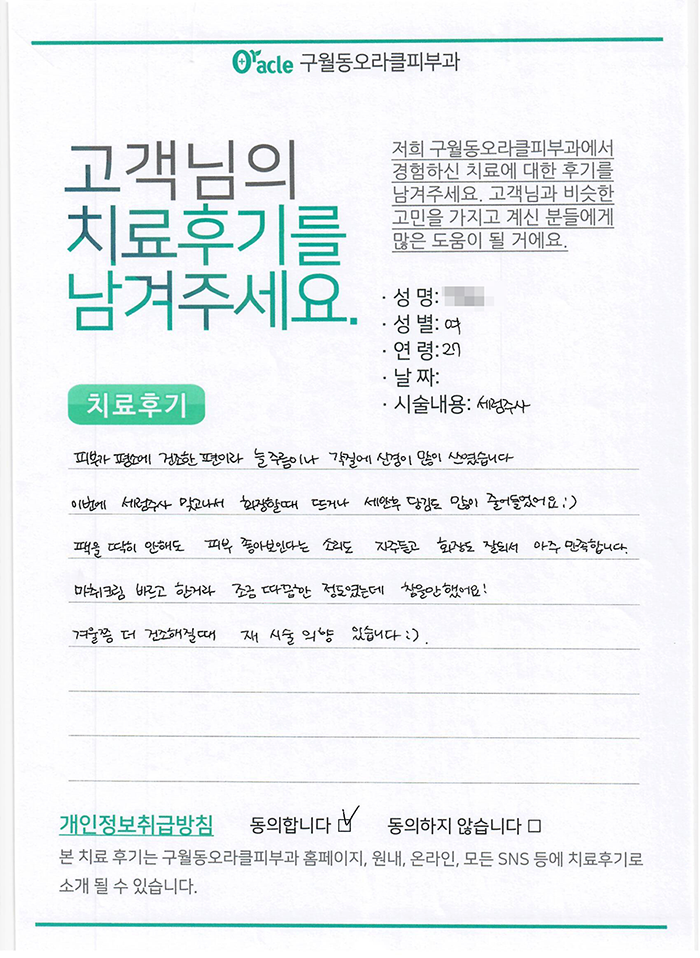 Oracle 구월동오라클피부과
고객님의
치료후기를
남겨주세요.
저희 구월동오라클피부과에서
경험하신 치료에 대한 후기를
남겨주세요. 고객님과 비슷한
고민을 가지고 계신 분들에게
많은 도움이 될 거에요.
· 성 명:
· 성 별: 여
· 연 령: 27
· 날 짜:
· 시술내용: 세럼주사
치료후기
피부가 평소에 건조한 편이라 늘 주름이나 각질에 신경이 많이 쓰였습니다
이번에 세럼주사 맞고나서 화장할때 뜨거나 세안후 당김도 많이 줄어들었어요:)
팩을 딱히 안해도 피부 좋아보인다는 소리도 자주듣고 화장도 잘되서 아주 만족합니다.
마취크림 바르고 한거라 조금 따끔한 정도였는데 참을만했어요!
겨울쯤 더 건조해질때 재 시술 의향 있습니다:).
개인정보취급방침 동의합니다 동의하지 않습니다
본 치료 후기는 구월동오라클피부과 홈페이지, 원내, 온라인, 모든 SNS 등에 치료후기로
소개 될 수 있습니다.